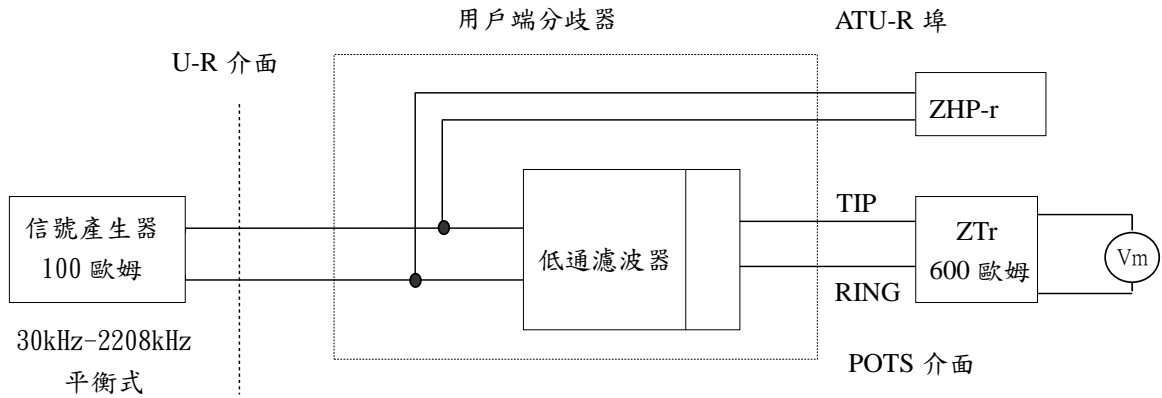 用戶端分歧器
ATU-R 埠
U-R 介面
ZHP-r
信號產生器
100 歐姆
低通濾波器
TIP
ZTr
600 歐姆
Vm
RING
30kHz-2208kHz
平衡式
POTS 介面